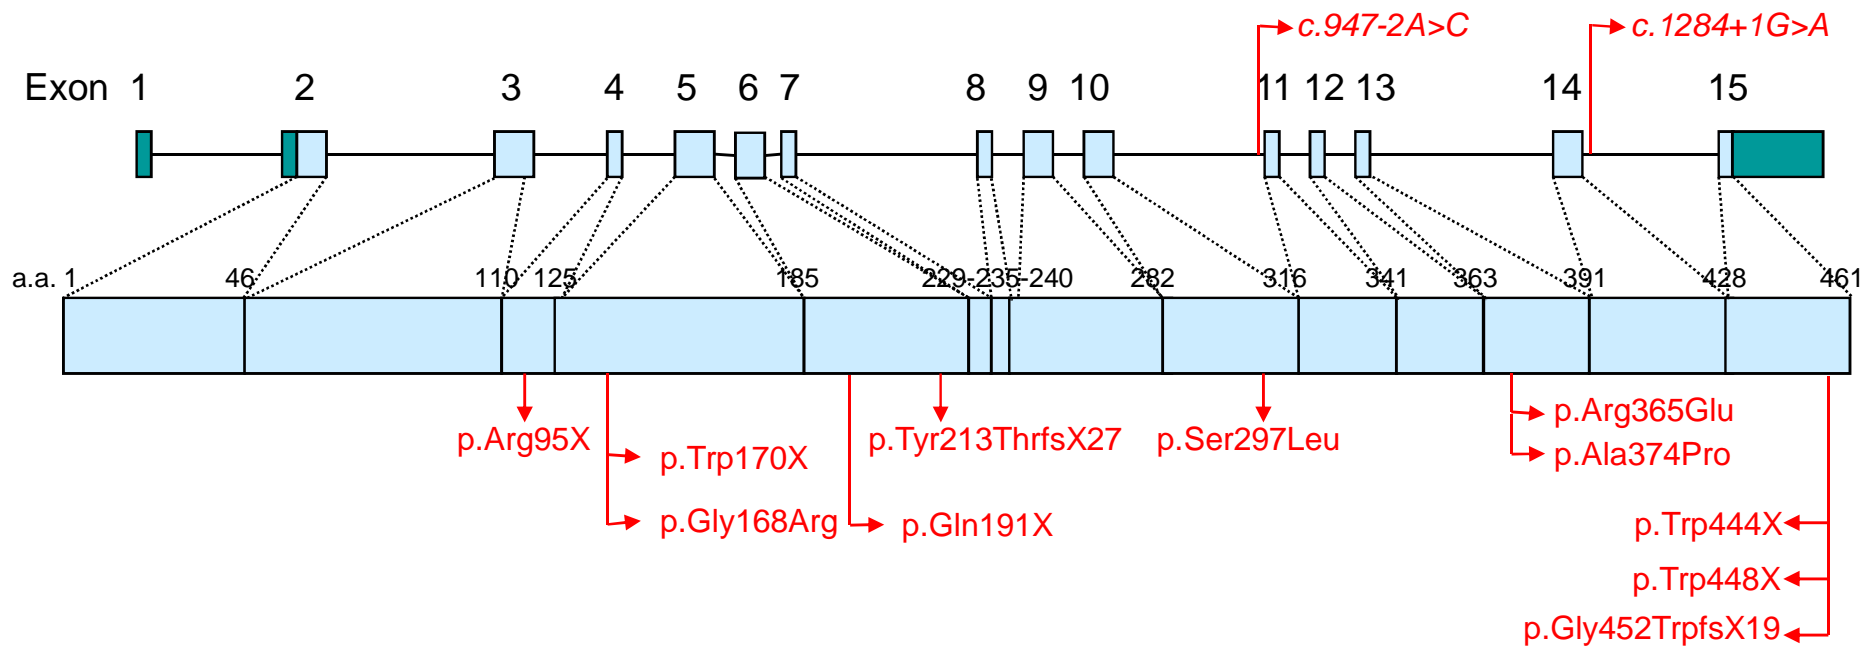 c.947-2A>C c.1284+1G>A
Exon 1 2 3 4 5 6 7 8 9 10 11 12 13 14 15
a.a. 1 46 110 125 185 229-235-240 282 316 341 363 391 428 461
p.Arg95X p.Tyr213ThrfsX27 p.Ser297Leu p.Arg365Glu
p.Trp170X p.Ala374Pro
p.Gly168Arg p.Gln191X p.Trp444X
p.Trp448X
p.Gly452TrpfsX19